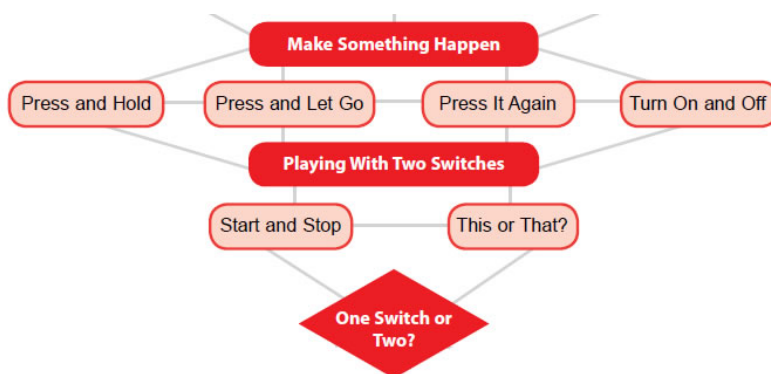 Make Something Happen
Press and Hold
Press and Let Go
Press It Again
Turn On and Off
Playing With Two Switches
Start and Stop
This or That?
One Switch or
Two?